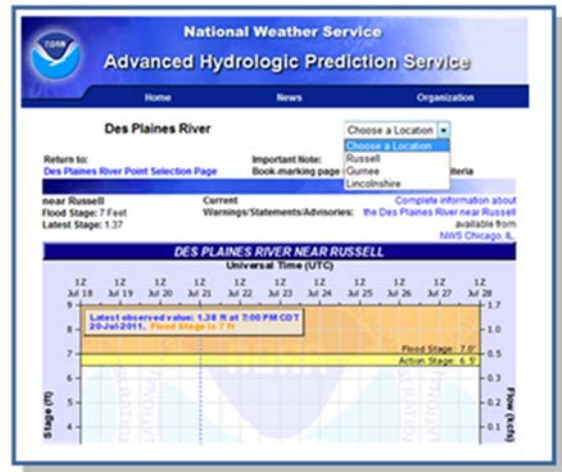 NOAA
National Weather Service
Advanced Hydrologic Prediction Service
Home News Organization
Des Plaines River
Choose a Location
Choose a Location
Russell
Gurnee
Lincolnshire
Return to:
Des Plaines River Point Selection Page
Important Note:
Book-marking page
iteria
near Russell
Flood Stage: 7 Feet
Latest Stage: 1.37
Current
Warnings/Statements/Advisories:
Complete information about
the Des Plaines River near Russell
available from
NWS Chicago, IL.
DES PLAINES RIVER NEAR RUSSELL
Universal Time (UTC)
1Z 1Z 1Z 1Z 1Z 1Z 1Z 1Z 1Z 1Z 1Z
Jul 18 Jul 19 Jul 20 Jul 21 Jul 22 Jul 23 Jul 24 Jul 25 Jul 26 Jul 27 Jul 28
9 1.7
Latest observed value: 1.38 ft at 7:00 PM CDT
20-Jul-2011. Flood Stage is 7 ft
8 1.0
Flood Stage: 7.0'
7 0.5
Action Stage: 6.5'
6 0.3
5 0.2
4 0.1
Stage (ft)
Flow (kcfs)